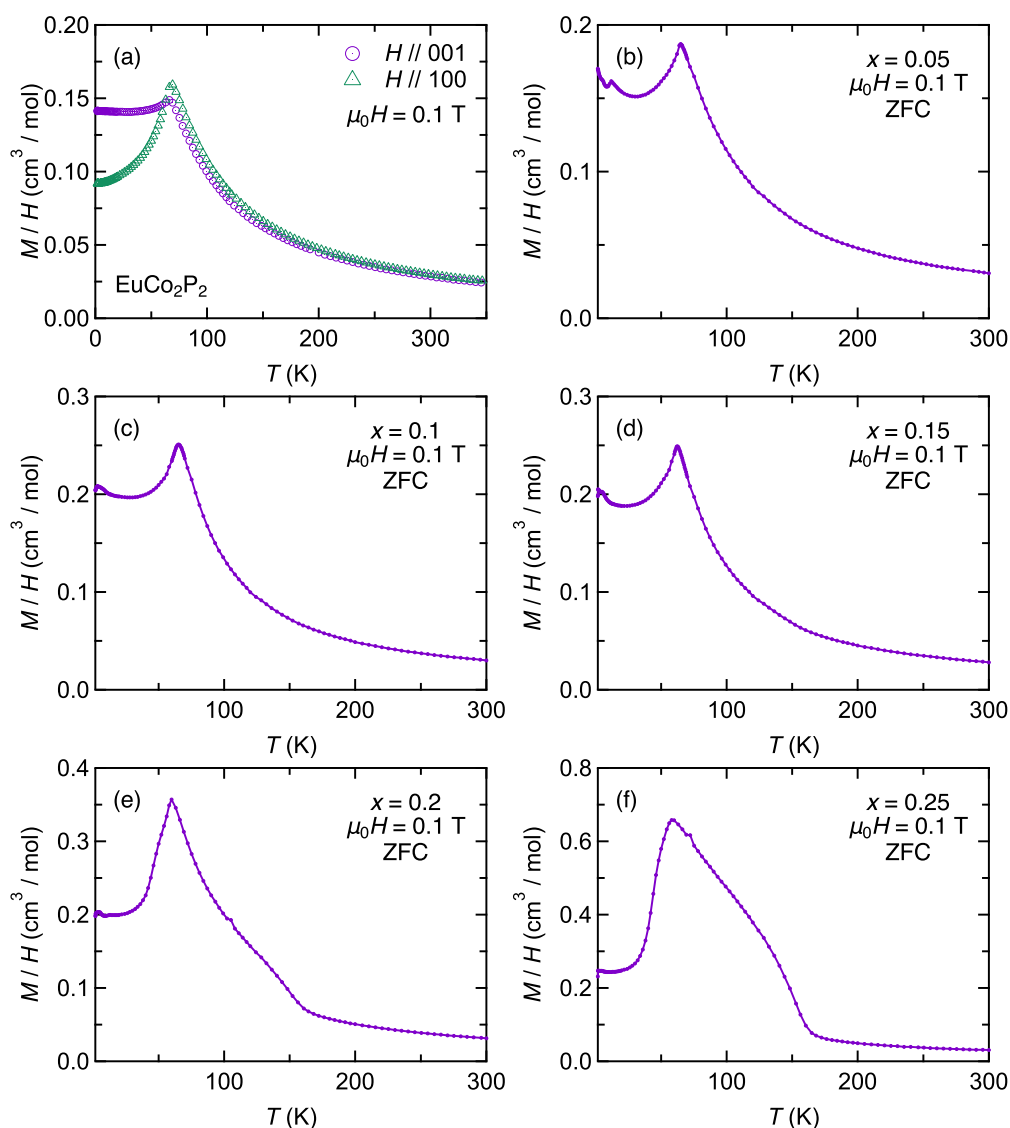 0.20
0.15
0.10
0.05
0.00
M / H (cm³ / mol)
(a)
H // 001
H // 100
μ₀H = 0.1 T
EuCo₂P₂
0
100
200
300
T (K)
0.2
0.1
0.0
M / H (cm³ / mol)
(b)
x = 0.05
μ₀H = 0.1 T
ZFC
100
200
300
T (K)
0.3
0.2
0.1
0.0
M / H (cm³ / mol)
(c)
x = 0.1
μ₀H = 0.1 T
ZFC
100
200
300
T (K)
0.3
0.2
0.1
0.0
M / H (cm³ / mol)
(d)
x = 0.15
μ₀H = 0.1 T
ZFC
100
200
300
T (K)
0.4
0.3
0.2
0.1
0.0
M / H (cm³ / mol)
(e)
x = 0.2
μ₀H = 0.1 T
ZFC
100
200
300
T (K)
0.8
0.6
0.4
0.2
0.0
M / H (cm³ / mol)
(f)
x = 0.25
μ₀H = 0.1 T
ZFC
100
200
300
T (K)